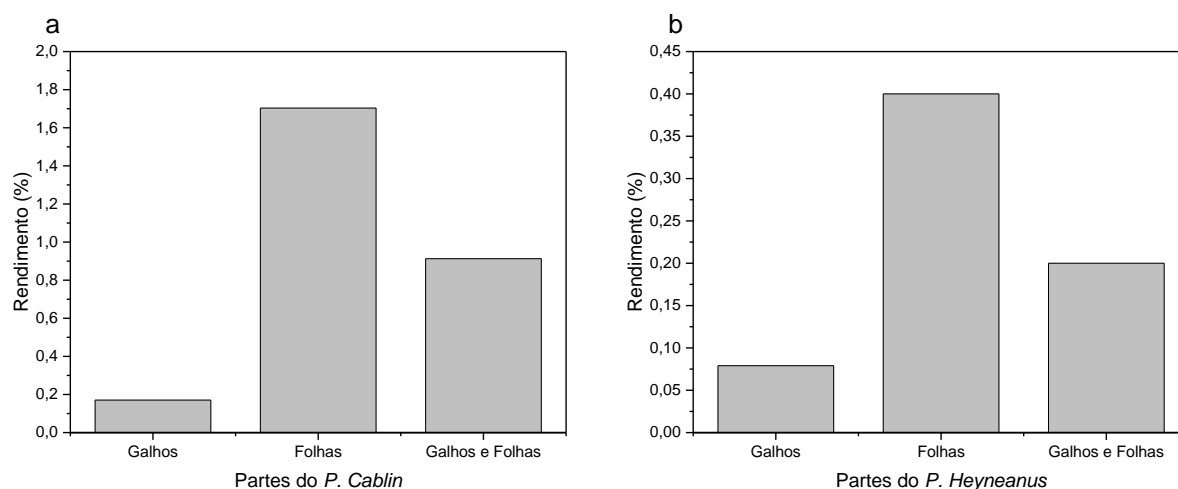 a
Rendimento (%)
2,0
1,8
1,6
1,4
1,2
1,0
0,8
0,6
0,4
0,2
0,0
Galhos
Folhas
Galhos e Folhas
Partes do P. Cablin
b
Rendimento (%)
0,45
0,40
0,35
0,30
0,25
0,20
0,15
0,10
0,05
0,00
Galhos
Folhas
Galhos e Folhas
Partes do P. Heyneanus